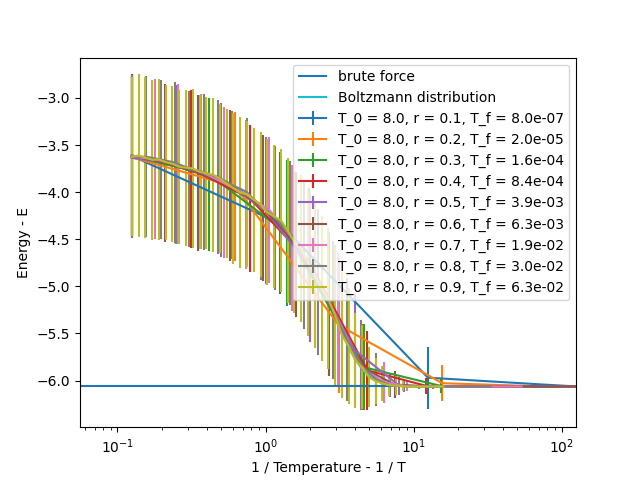 brute force
Boltzmann distribution
T_0 = 8.0, r = 0.1, T_f = 8.0e-07
T_0 = 8.0, r = 0.2, T_f = 2.0e-05
T_0 = 8.0, r = 0.3, T_f = 1.6e-04
T_0 = 8.0, r = 0.4, T_f = 8.4e-04
T_0 = 8.0, r = 0.5, T_f = 3.9e-03
T_0 = 8.0, r = 0.6, T_f = 6.3e-03
T_0 = 8.0, r = 0.7, T_f = 1.9e-02
T_0 = 8.0, r = 0.8, T_f = 3.0e-02
T_0 = 8.0, r = 0.9, T_f = 6.3e-02
−3.0
−3.5
−4.0
−4.5
−5.0
−5.5
−6.0
Energy - E
10⁻¹ 10⁰ 10¹ 10²
1 / Temperature - 1 / T